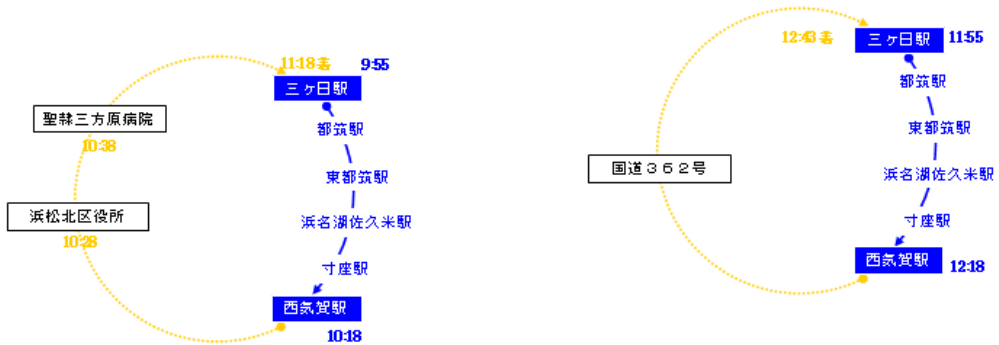 11:18着
9:55
三ヶ日駅
聖隷三方原病院
10:38
都筑駅
東都筑駅
浜松北区役所
10:28
浜名湖佐久米駅
寸座駅
西気賀駅
10:18
12:43着
三ヶ日駅
11:55
都筑駅
東都筑駅
国道362号
浜名湖佐久米駅
寸座駅
西気賀駅
12:18